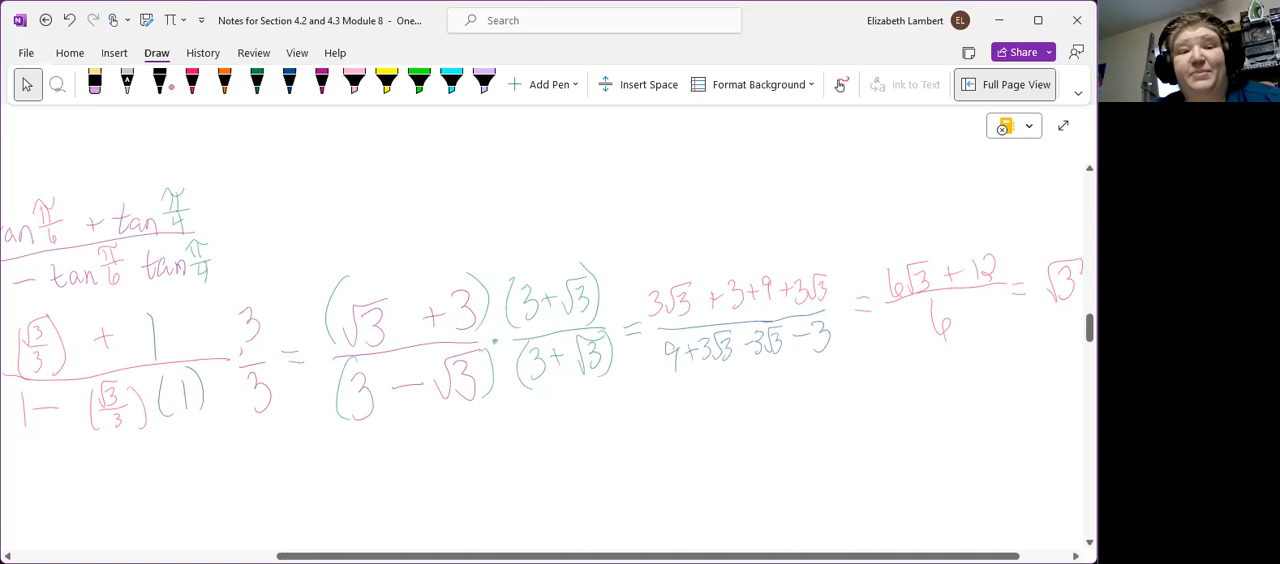 Notes for Section 4.2 and 4.3 Module 8 - One...
Search
Elizabeth Lambert EL
File Home Insert Draw History Review View Help Share
Add Pen Insert Space Format Background Ink to Text Full Page View
an π/6 + tan π/4
− tan π/6 tan π/4
(√3/3) + 1 / 1 − (√3/3)(1) · 3/3 = (√3 + 3)/(3 − √3) · (3+√3)/(3+√3) = 3√3 + 3 + 9 + 3√3 / 9 + 3√3 − 3√3 − 3 = 6√3 + 12 / 6 = √3